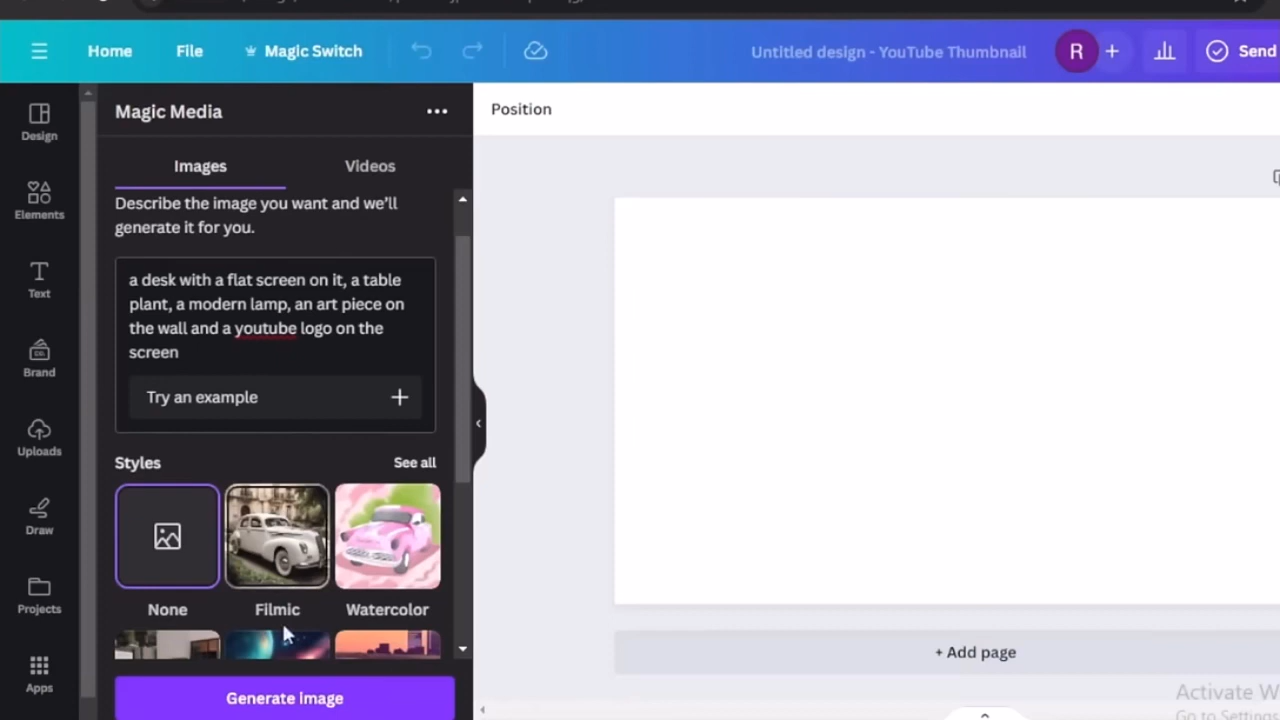 Home
File
Magic Switch
Untitled design - YouTube Thumbnail
R
+
Send
Design
Elements
Text
Brand
Uploads
Draw
Projects
Apps
Magic Media
Images
Videos
Describe the image you want and we'll
generate it for you.
a desk with a flat screen on it, a table
plant, a modern lamp, an art piece on
the wall and a youtube logo on the
screen
Try an example
Styles
See all
None
Filmic
Watercolor
Generate image
Position
+ Add page
Activate W
Go to Settings